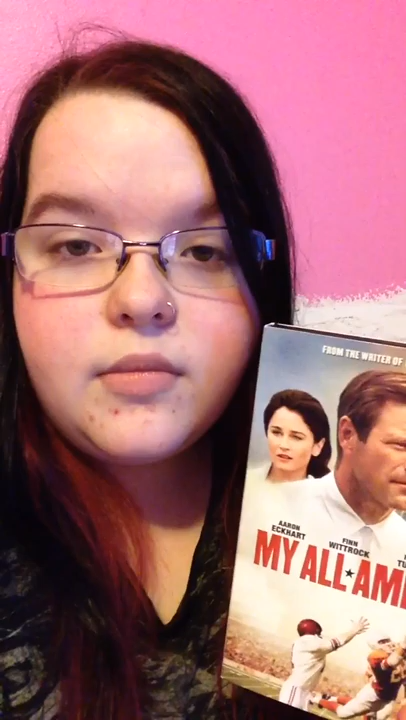 FROM THE WRITER OF
AARON ECKHART
FINN WITTROCK
MY ALL★AM